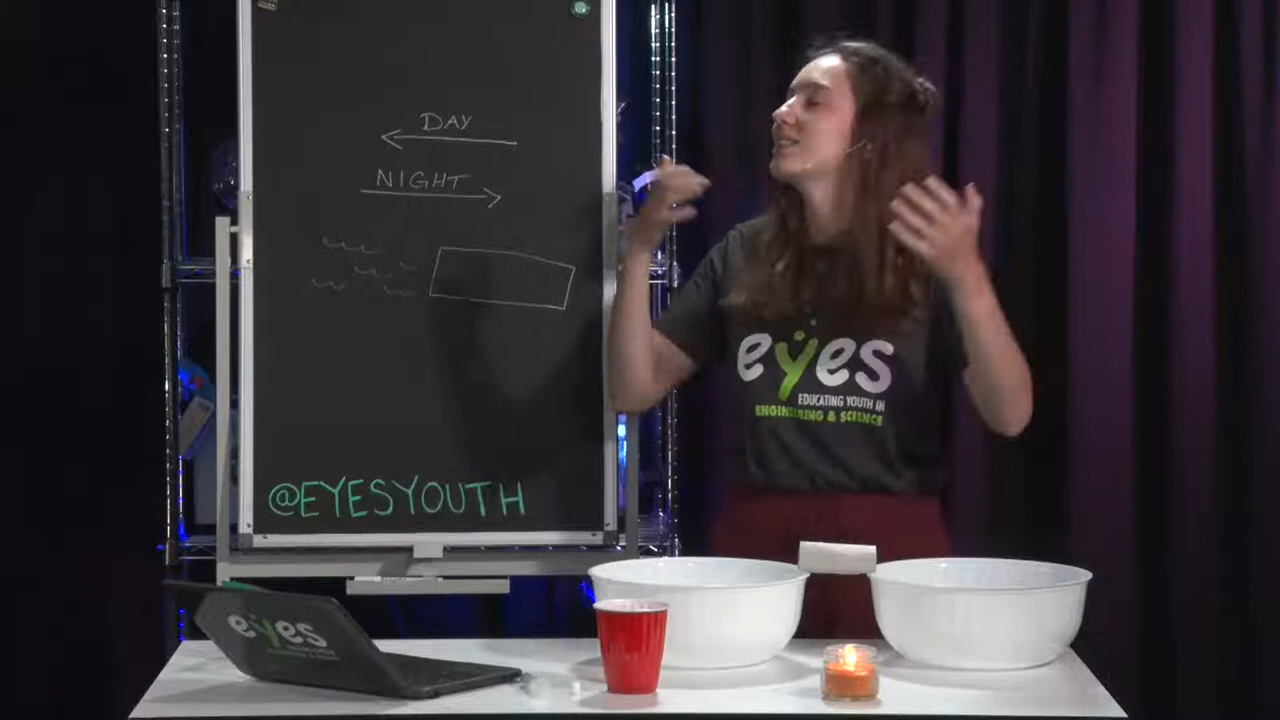 DAY
NIGHT
@EYESYOUTH
eyes
EDUCATING YOUTH IN
ENGINEERING & SCIENCE
eyes